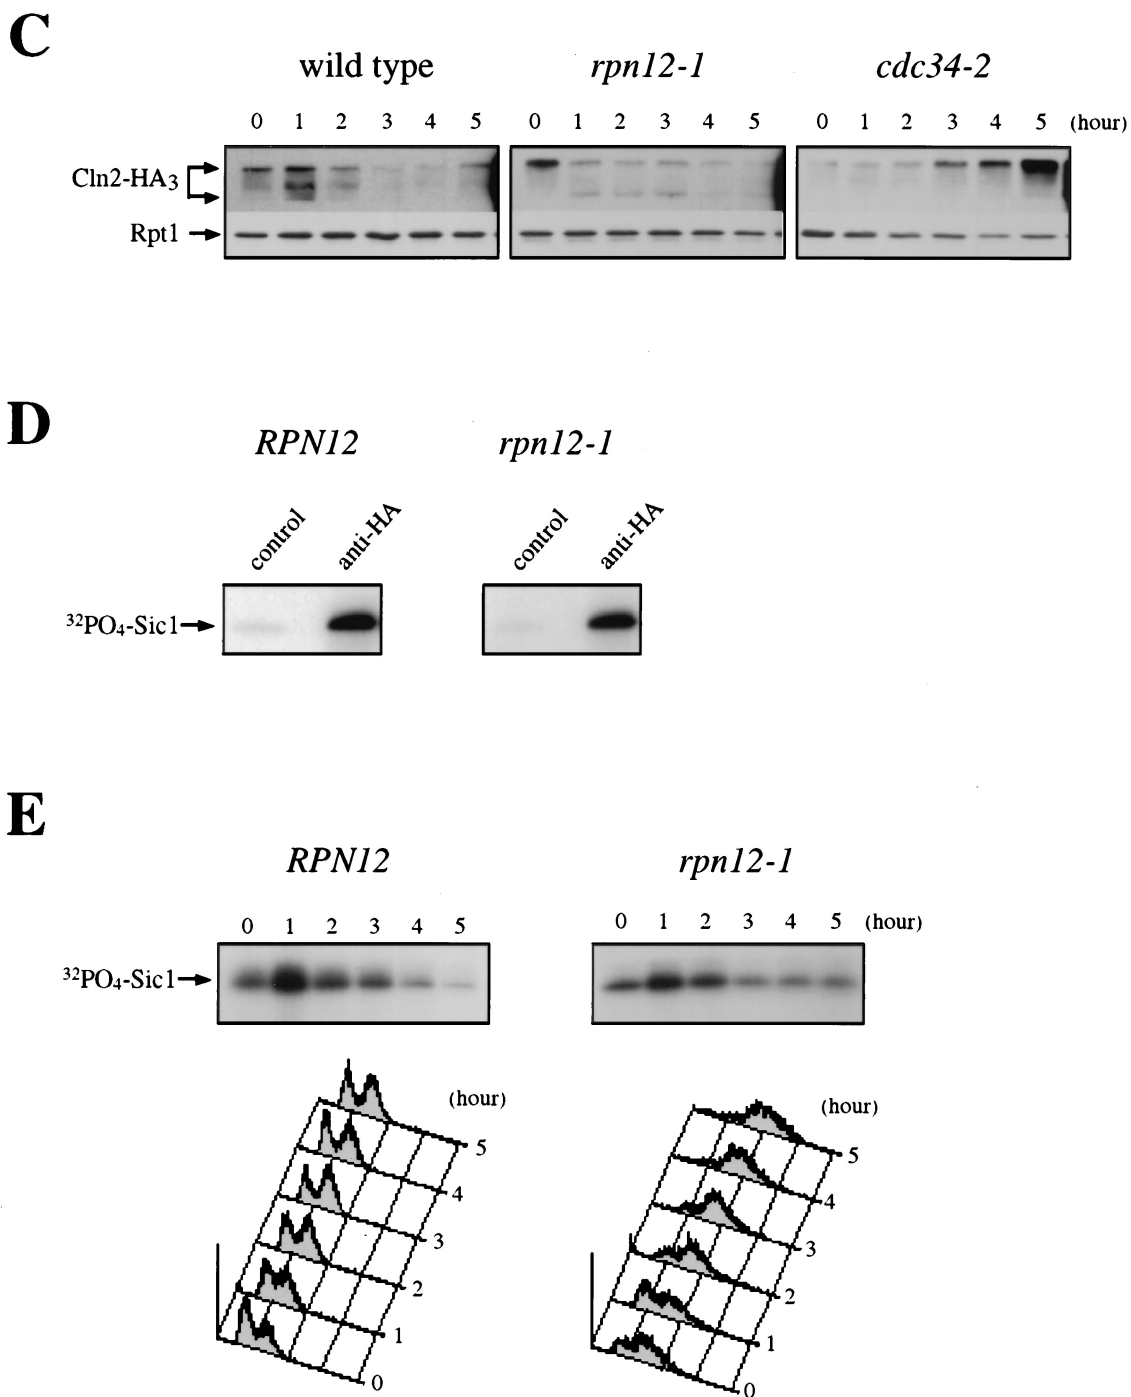 C
wild type rpn12-1 cdc34-2
0 1 2 3 4 5 0 1 2 3 4 5 0 1 2 3 4 5 (hour)
Cln2-HA3
Rpt1
D
RPN12 rpn12-1
control anti-HA control anti-HA
32PO4-Sic1
E
RPN12 rpn12-1
0 1 2 3 4 5 0 1 2 3 4 5 (hour)
32PO4-Sic1
(hour) (hour)
5 5
4 4
3 3
2 2
1 1
0 0